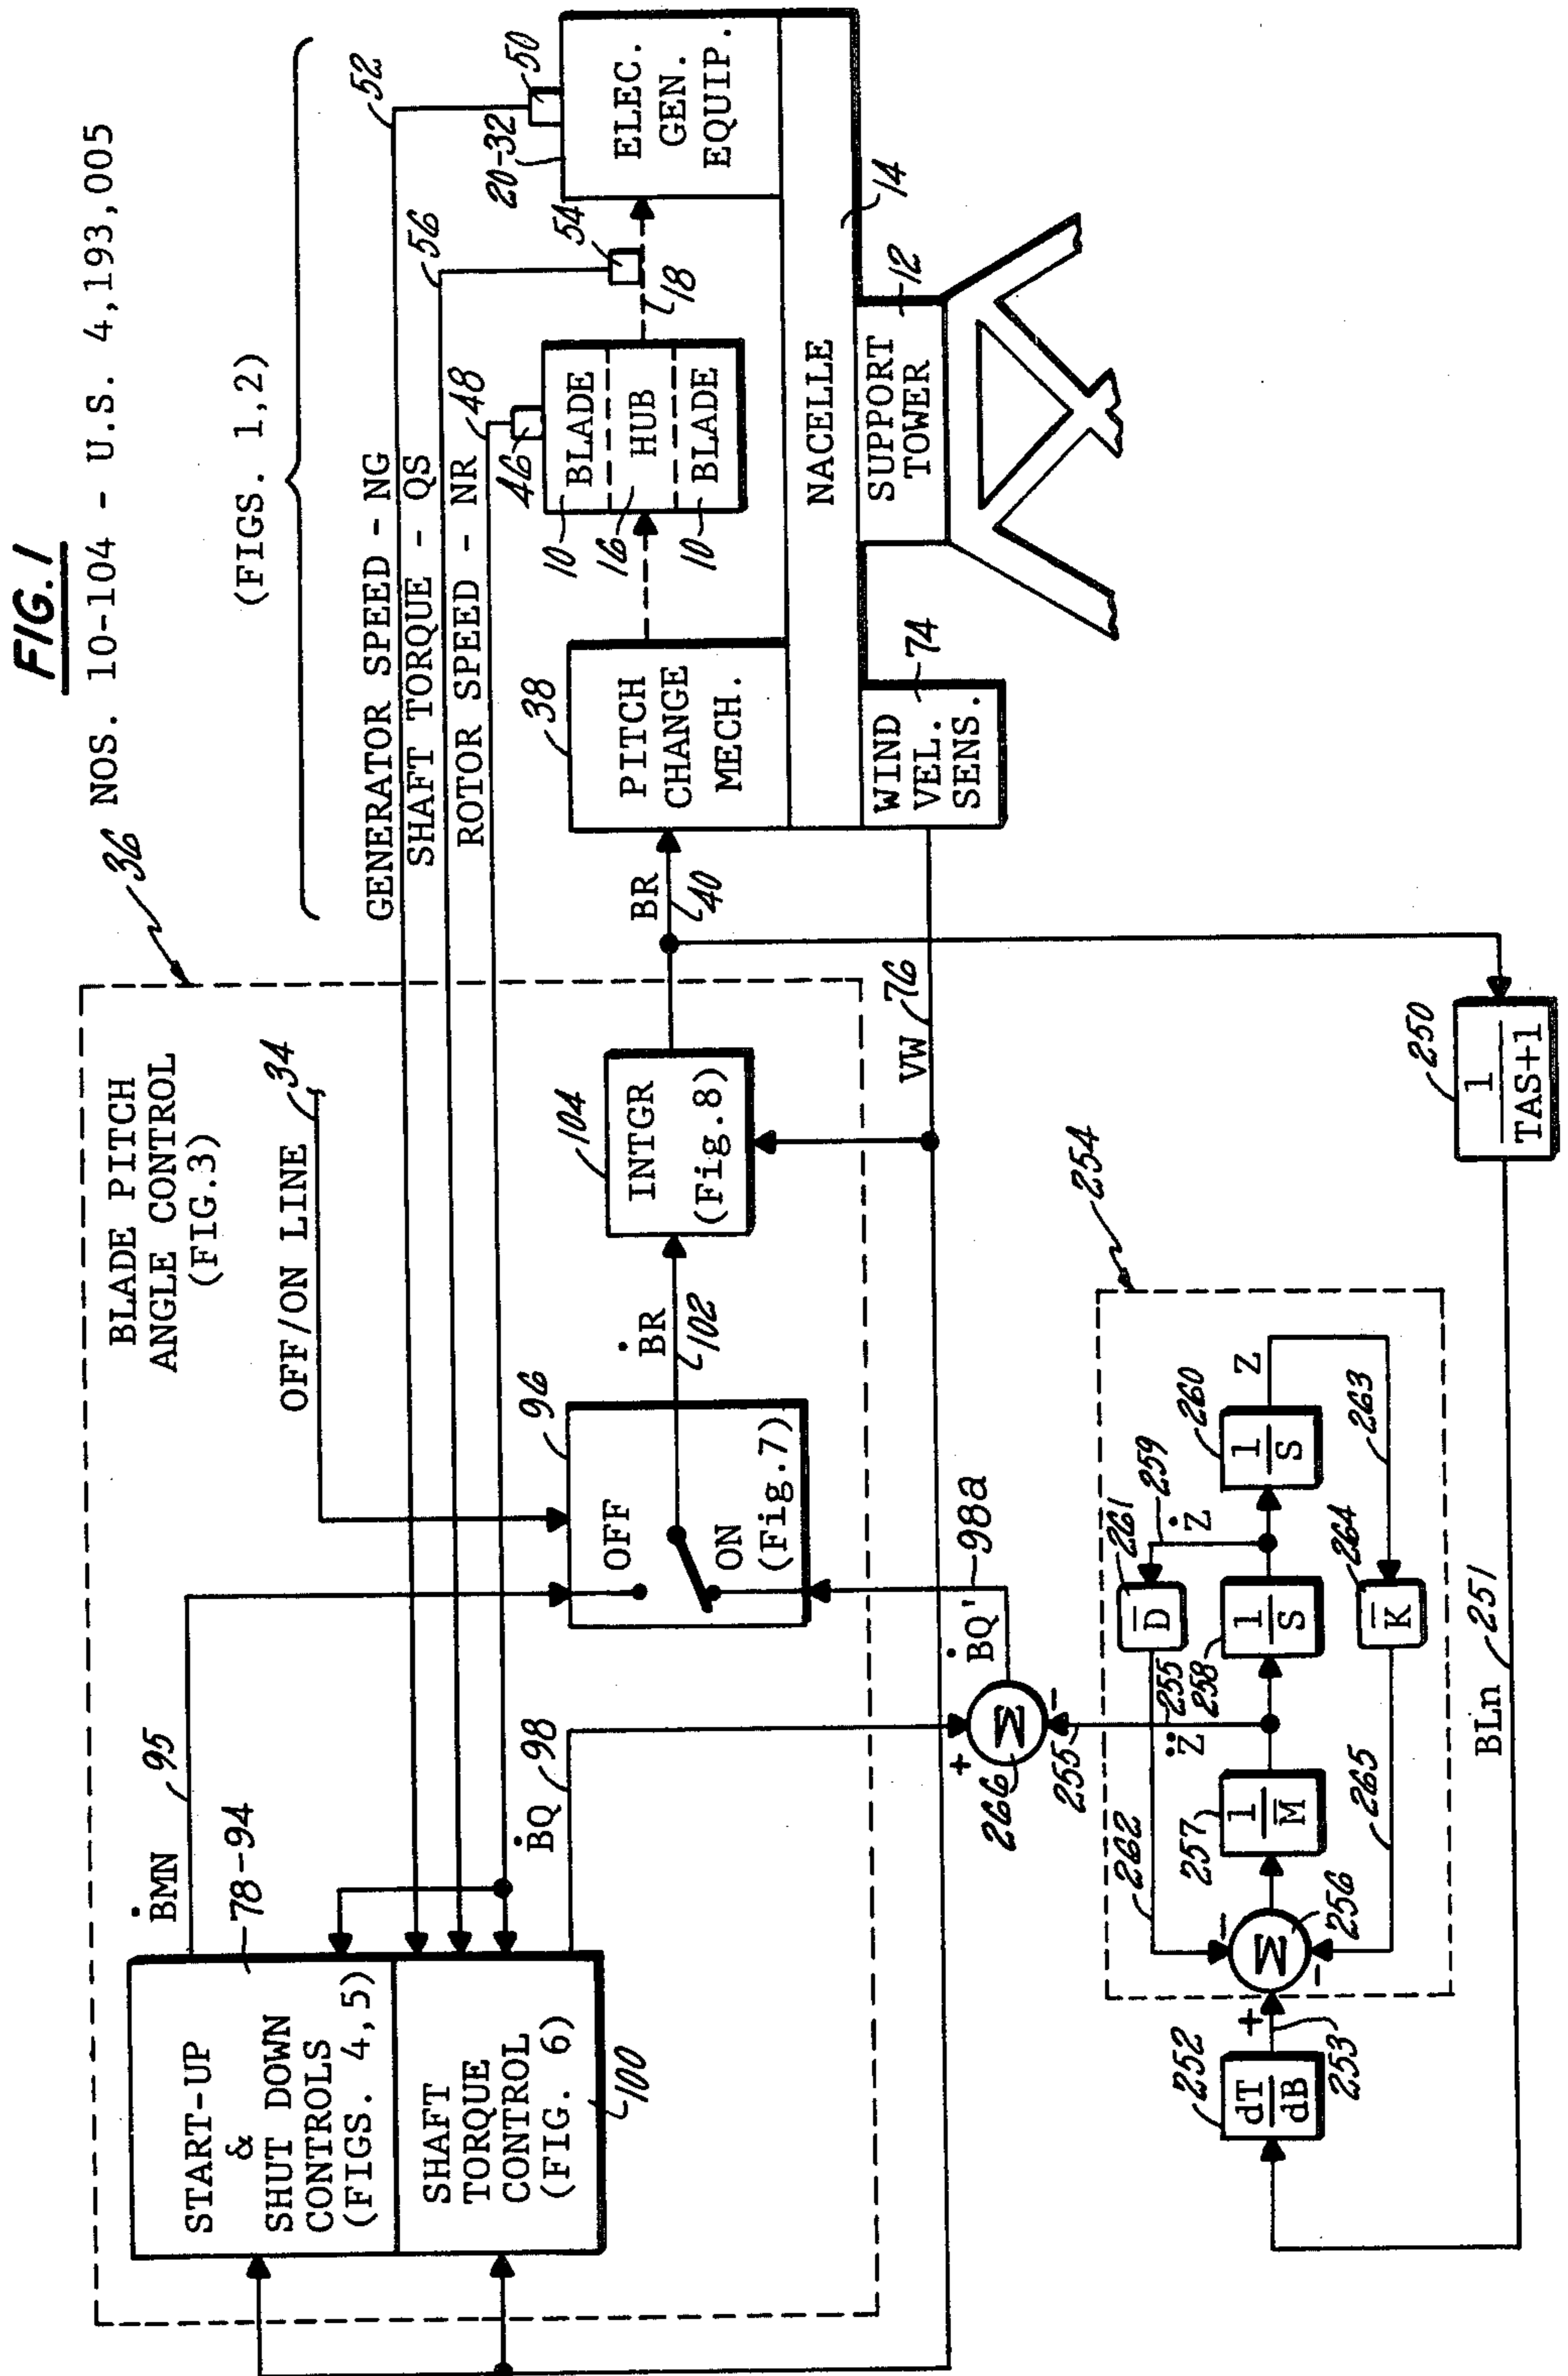 FIG. 1
36 NOS. 10-104 - U.S. 4,193,005
(FIGS. 1,2)
BLADE PITCH
ANGLE CONTROL
(FIG.3)
GENERATOR SPEED - NG
52
SHAFT TORQUE - QS
56
ROTOR SPEED - NR
48
OFF/ON LINE
34
ḂMN
95
START-UP
&
SHUT DOWN
CONTROLS
(FIGS. 4,5)
78-94
SHAFT
TORQUE
CONTROL
(FIG. 6)
100
ḂQ
98
OFF
ON
(Fig.7)
96
ḂR
102
INTGR
(Fig.8)
104
BR
40
PITCH
CHANGE
MECH.
38
46
10
BLADE
16
HUB
10
BLADE
54
18
20-32
50
ELEC.
GEN.
EQUIP.
NACELLE
14
SUPPORT
TOWER
12
WIND
VEL.
SENS.
74
VW
76
ḂQ'
98a
+
Σ
-
266
255
254
262
D̅
261
259
Ż
Z̈
255
257
1
M̅
258
1
S
260
1
S
Z
263
K̅
264
265
-
Σ
-
256
+
253
252
dT
dB
BLn
251
250
1
TAS+1